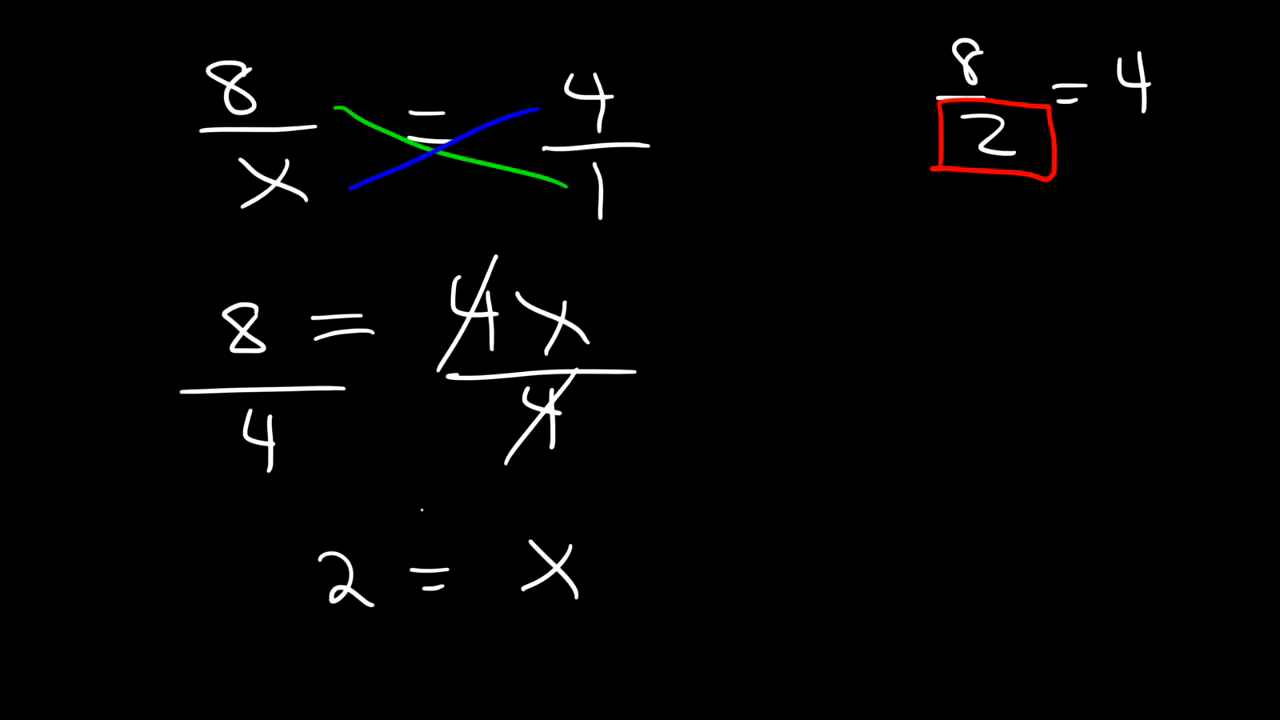 8/x = 4/1
8/4 = 4x/4
2 = x
8/2 = 4